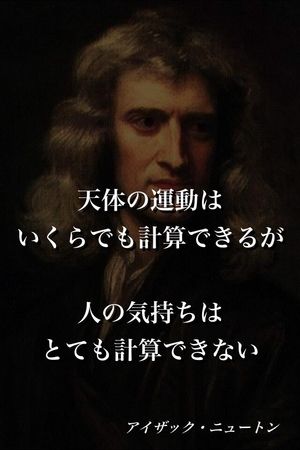 天体の運動は
いくらでも計算できるが
人の気持ちは
とても計算できない
アイザック・ニュートン